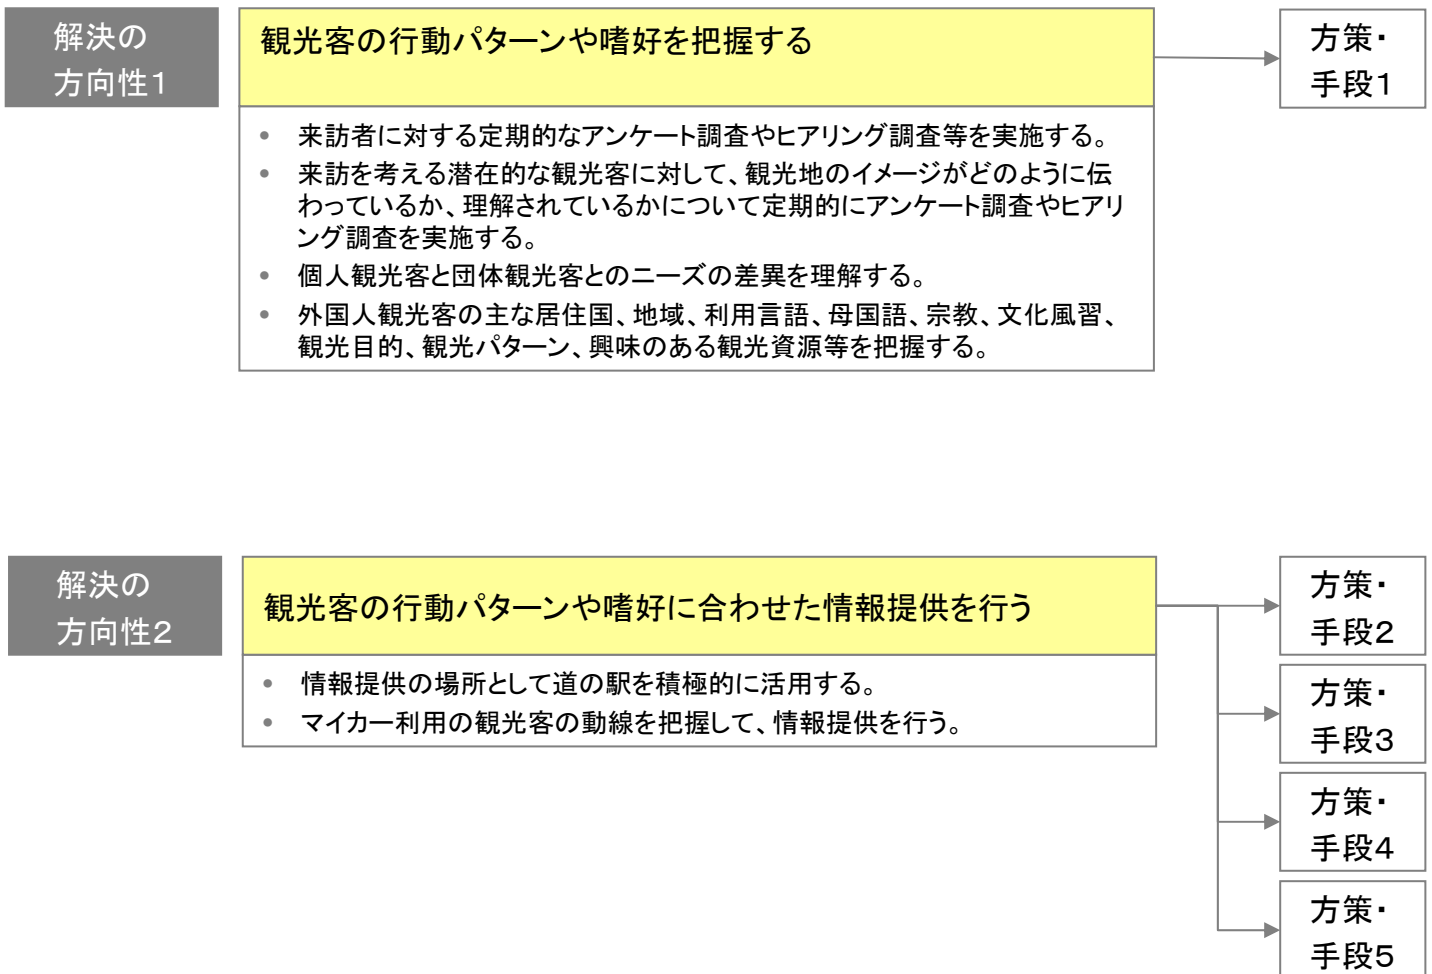 解決の
方向性1
観光客の行動パターンや嗜好を把握する
方策・
手段1
• 来訪者に対する定期的なアンケート調査やヒアリング調査等を実施する。
• 来訪を考える潜在的な観光客に対して、観光地のイメージがどのように伝
わっているか、理解されているかについて定期的にアンケート調査やヒアリ
ング調査を実施する。
• 個人観光客と団体観光客とのニーズの差異を理解する。
• 外国人観光客の主な居住国、地域、利用言語、母国語、宗教、文化風習、
観光目的、観光パターン、興味のある観光資源等を把握する。
解決の
方向性2
観光客の行動パターンや嗜好に合わせた情報提供を行う
• 情報提供の場所として道の駅を積極的に活用する。
• マイカー利用の観光客の動線を把握して、情報提供を行う。
方策・
手段2
方策・
手段3
方策・
手段4
方策・
手段5